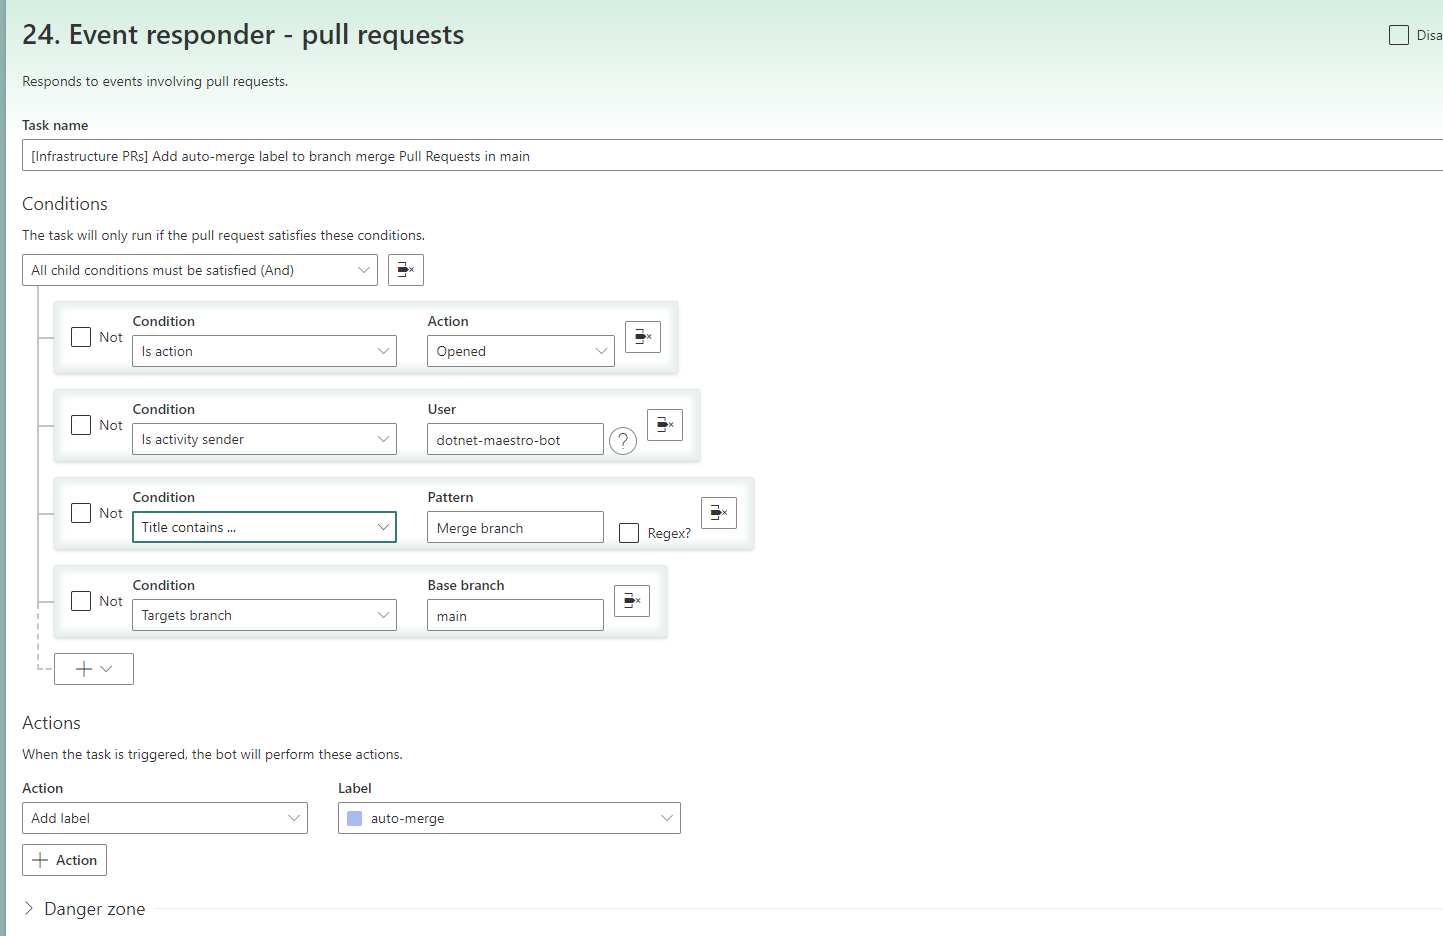 24. Event responder - pull requests
Disa
Responds to events involving pull requests.
Task name
[Infrastructure PRs] Add auto-merge label to branch merge Pull Requests in main
Conditions
The task will only run if the pull request satisfies these conditions.
All child conditions must be satisfied (And)
Condition Action
Not Is action Opened
Condition User
Not Is activity sender dotnet-maestro-bot ?
Condition Pattern
Not Title contains ... Merge branch Regex?
Condition Base branch
Not Targets branch main
Actions
When the task is triggered, the bot will perform these actions.
Action Label
Add label auto-merge
Action
Danger zone